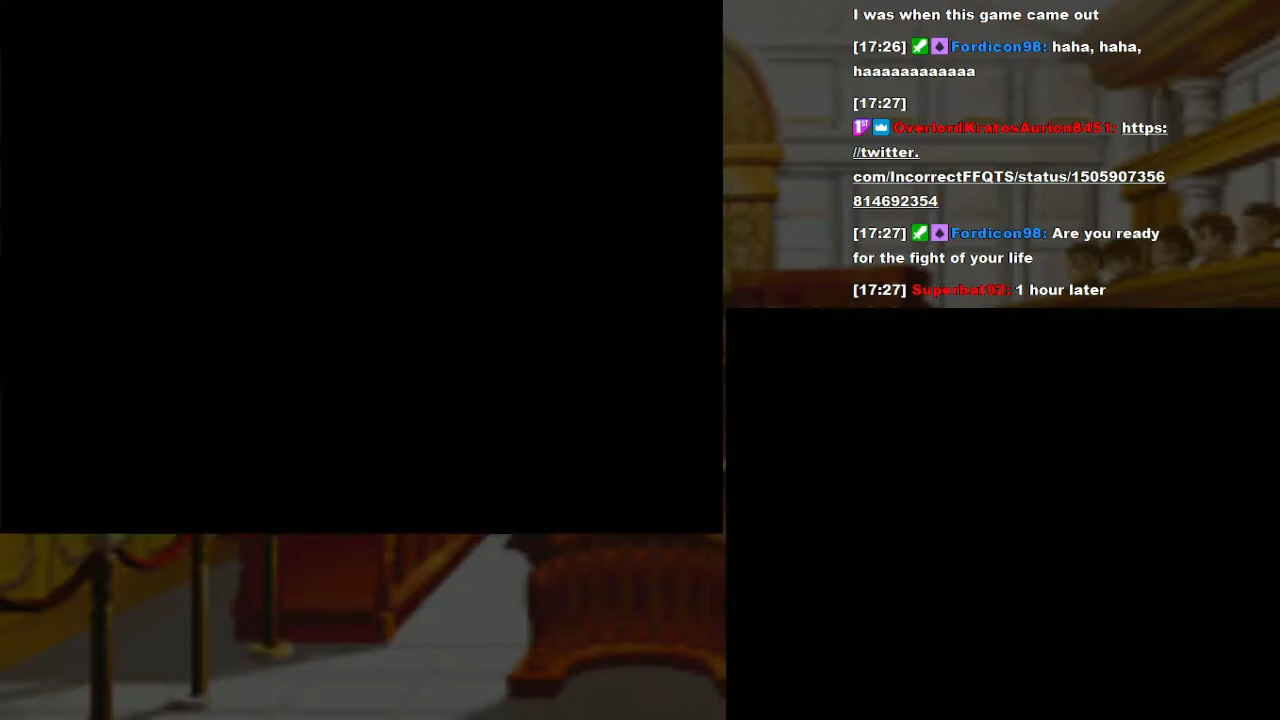 I was when this game came out
[17:26] Fordicon98: haha, haha,
haaaaaaaaaaaa
[17:27]
1ST OverlordKratosAurion8451: https:
//twitter.
com/IncorrectFFQTS/status/1505907356
814692354
[17:27] Fordicon98: Are you ready
for the fight of your life
[17:27] Superbat92: 1 hour later